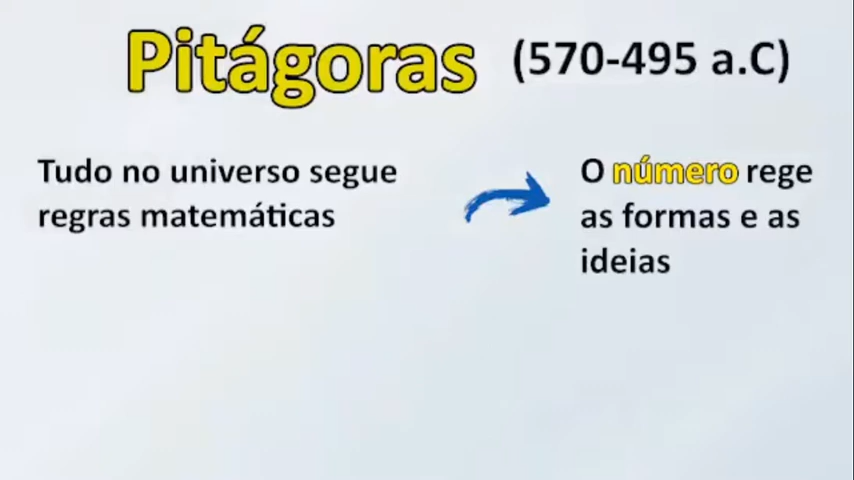 Pitágoras (570-495 a.C)
Tudo no universo segue
regras matemáticas
O número rege
as formas e as
ideias